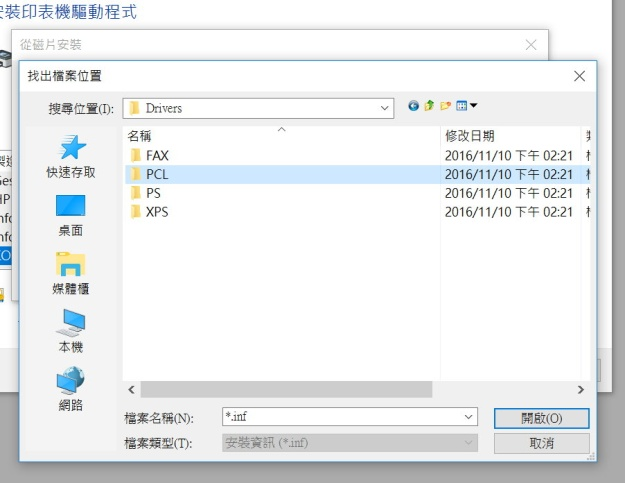 安裝印表機驅動程式
從磁片安裝
找出檔案位置
搜尋位置(I):
Drivers
名稱
修改日期
FAX
2016/11/10 下午 02:21
PCL
2016/11/10 下午 02:21
PS
2016/11/10 下午 02:21
XPS
2016/11/10 下午 02:21
快速存取
桌面
媒體櫃
本機
網路
檔案名稱(N):
*.inf
開啟(O)
檔案類型(T):
安裝資訊 (*.inf)
取消